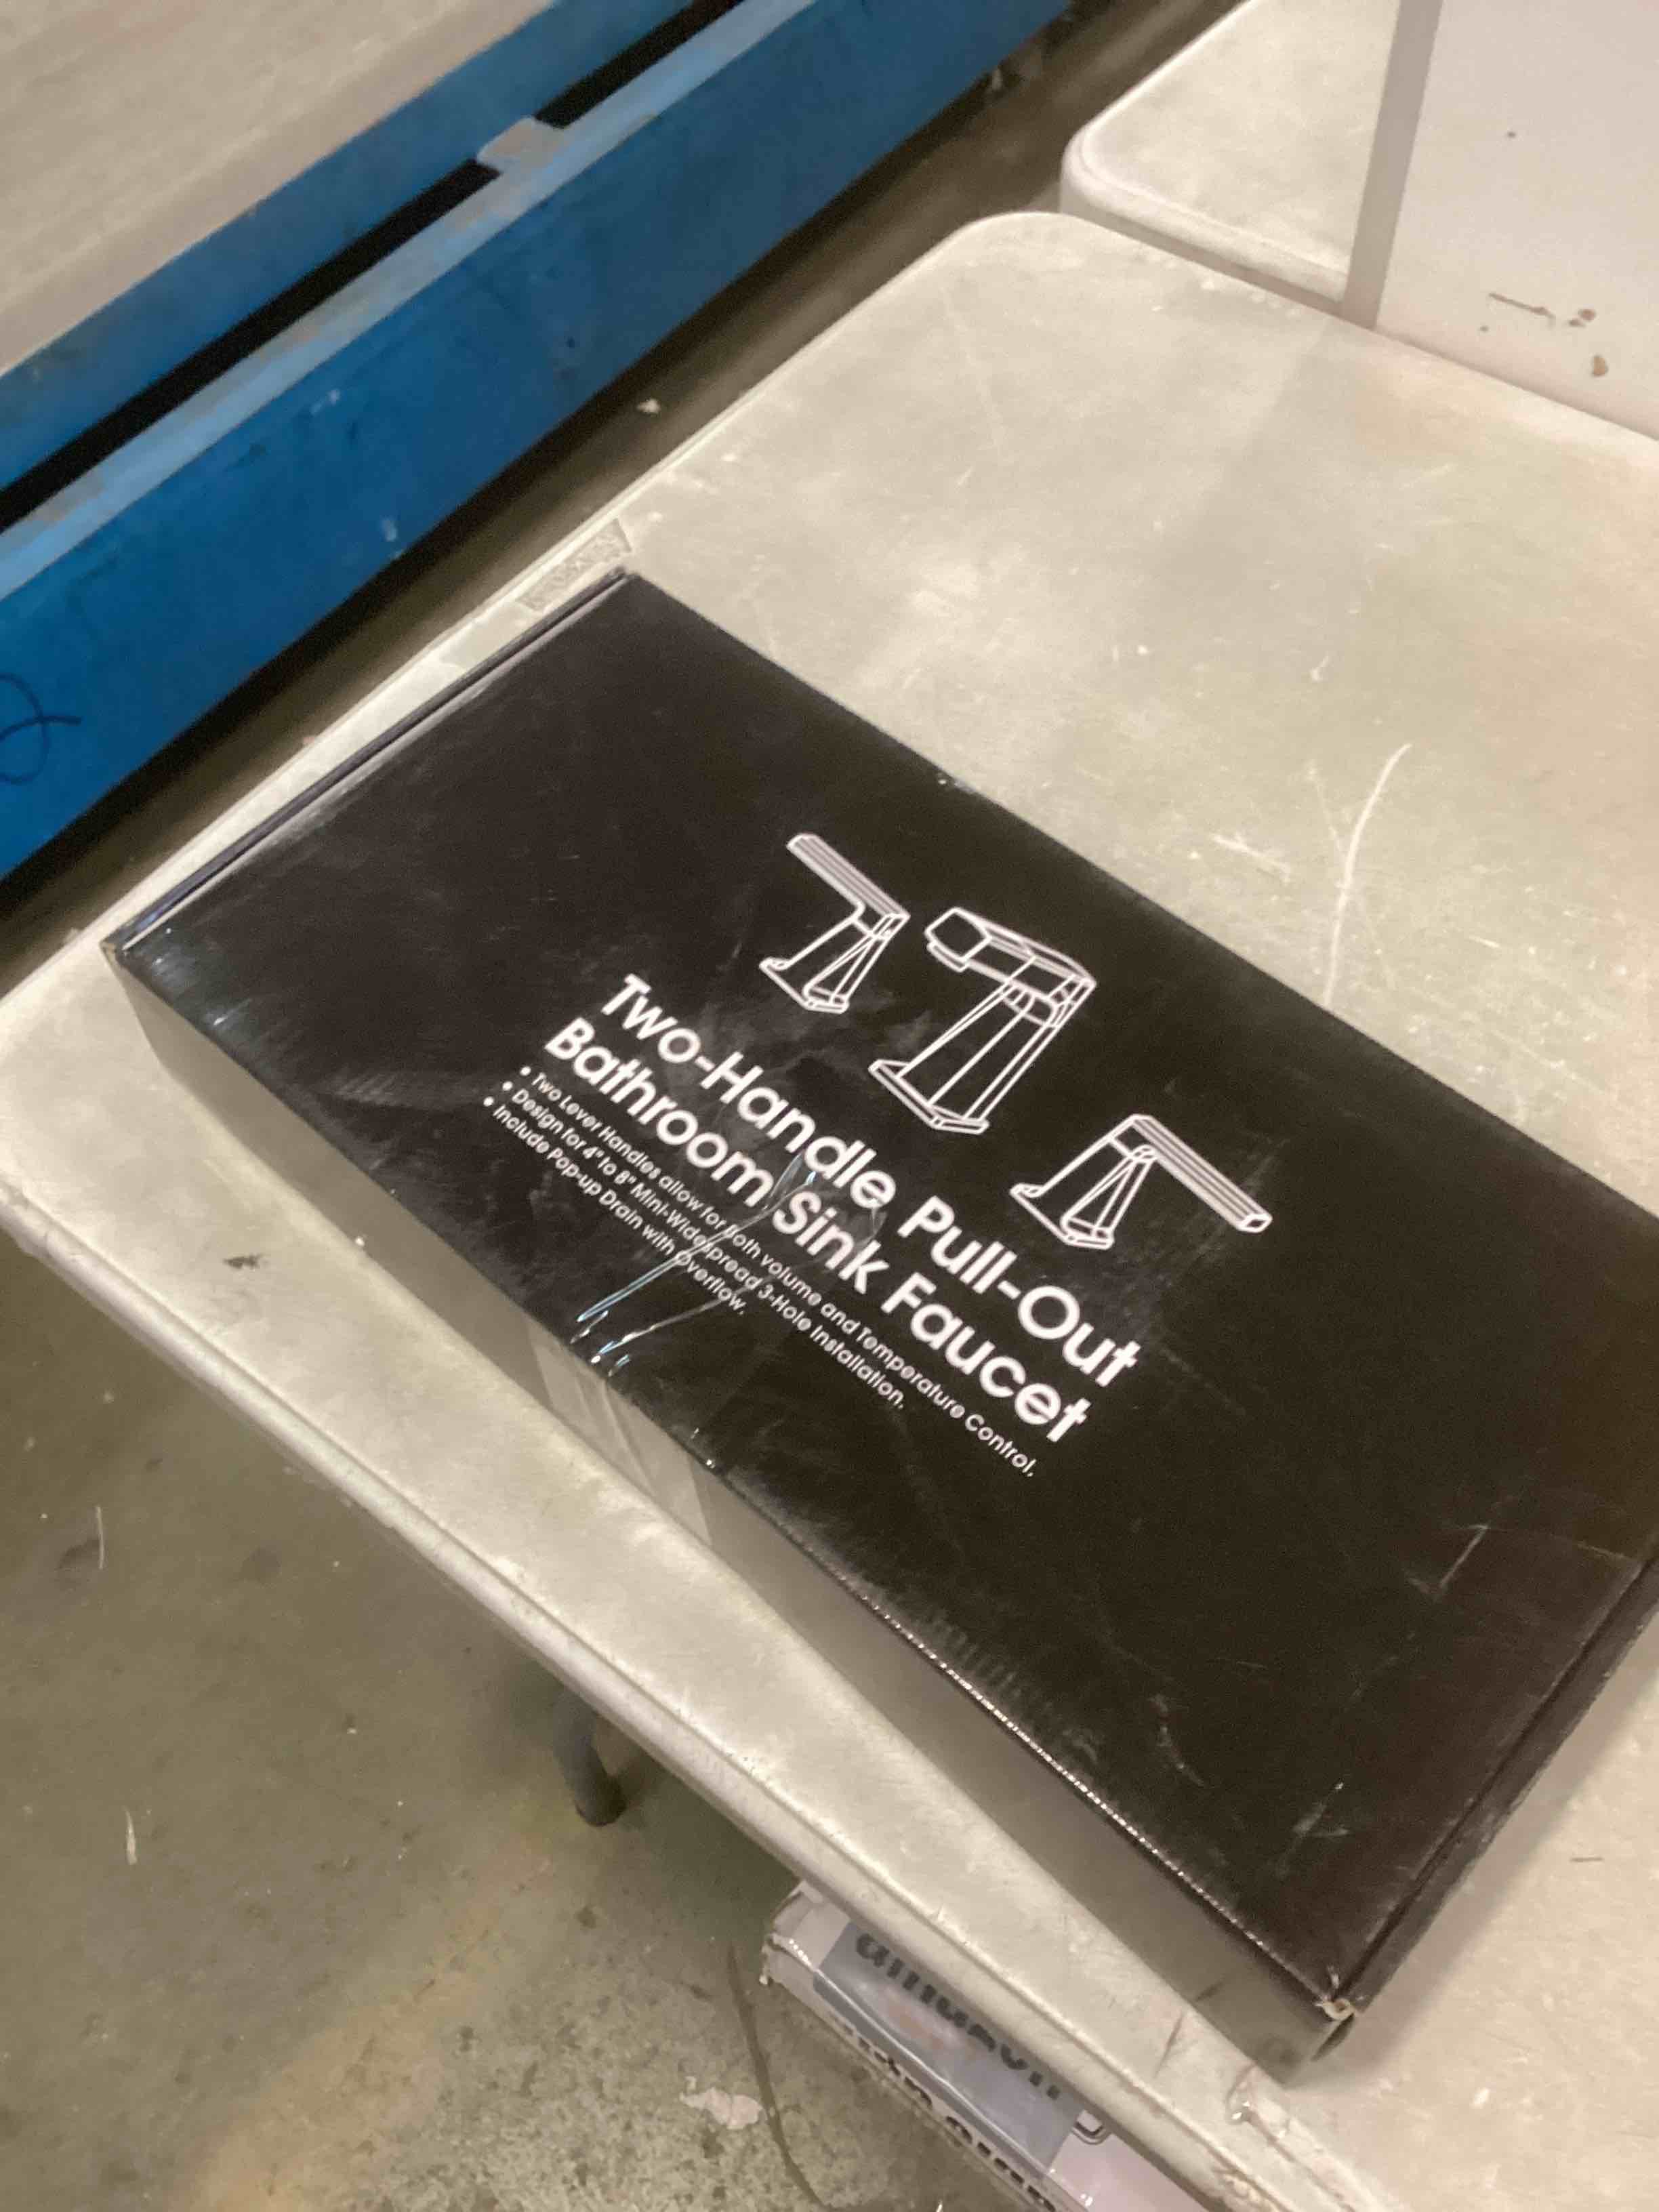 Two-Handle Pull-Out
Bathroom Sink Faucet
• Two Lever Handles allow for both volume and Temperature Control.
• Design for 4" to 8" Mini-Widespread 3-Hole Installation.
• Include Pop-up Drain with Overflow.